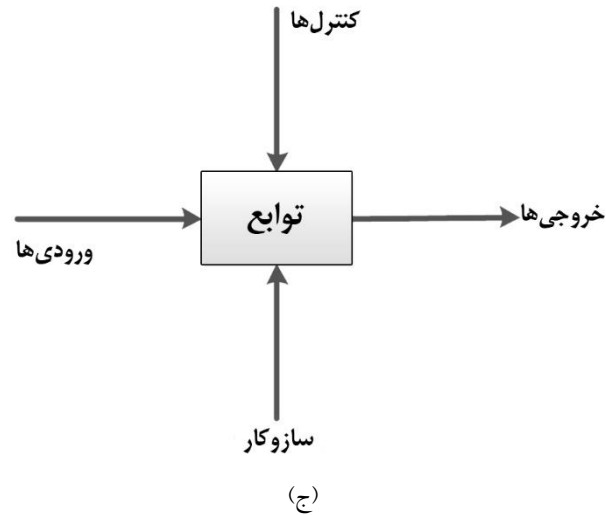 کنترل‌ها
توابع
خروجی‌ها
ورودی‌ها
سازوکار
(ج)